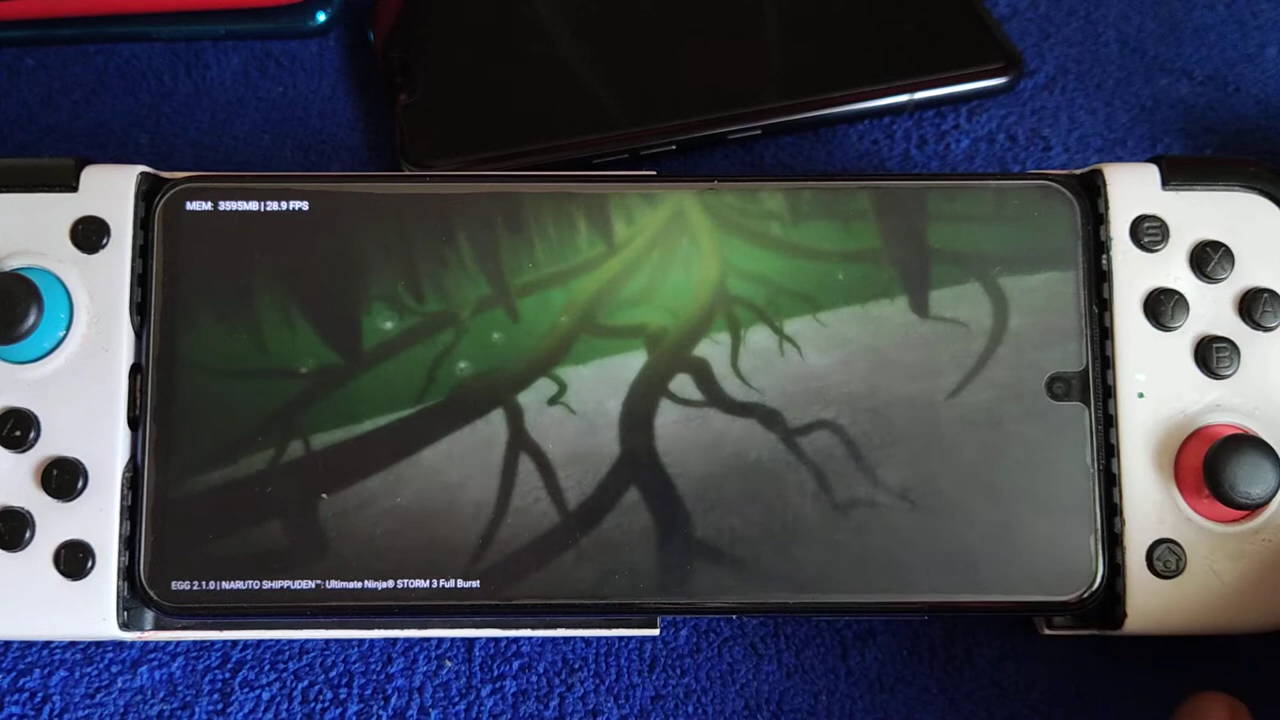 MEM: 3595MB | 28.9 FPS
S
X
Y
A
B
EGG 2.1.0 | NARUTO SHIPPUDEN™: Ultimate Ninja® STORM 3 Full Burst